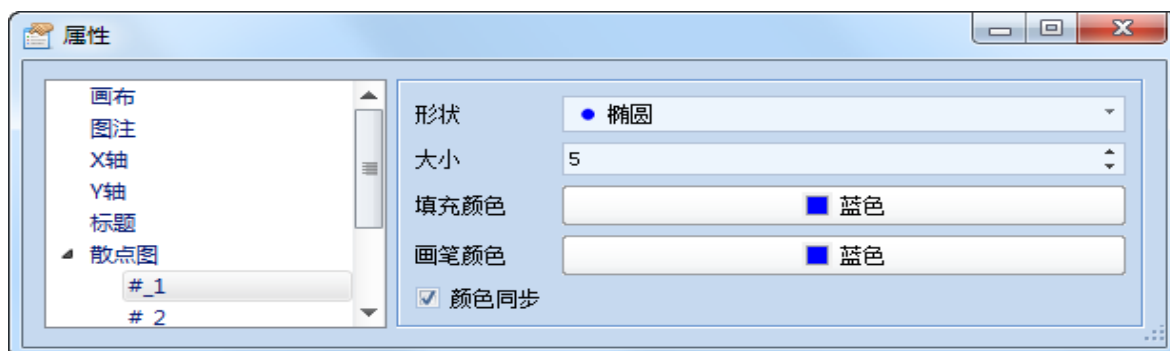 属性
画布
图注
X轴
Y轴
标题
散点图
#_1
#_2
形状
椭圆
大小
5
填充颜色
蓝色
画笔颜色
蓝色
颜色同步